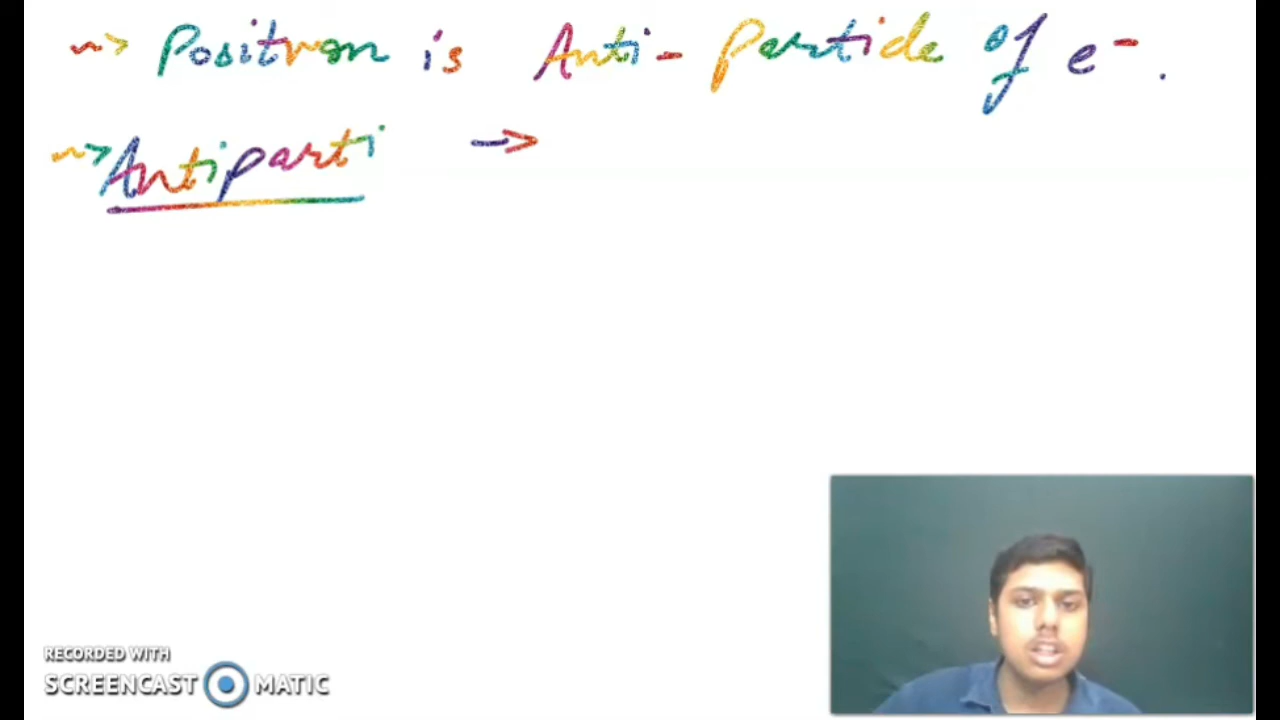 ~> Positron is Anti-Particle of e⁻.
~> Antiparti →
RECORDED WITH
SCREENCAST MATIC